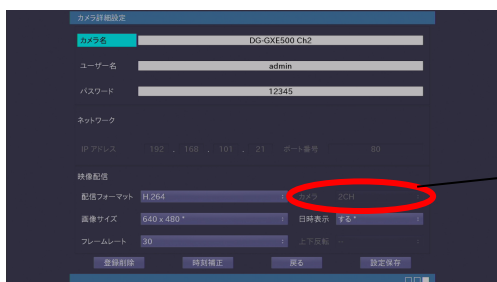 カメラ詳細設定
カメラ名 DG-GXE500 Ch2
ユーザー名 admin
パスワード 12345
ネットワーク
IP アドレス 192 . 168 . 101 . 21 ポート番号 80
映像配信
配信フォーマット H.264 カメラ 2CH
画像サイズ 640 x 480 * 日時表示 する *
フレームレート 30 上下反転 --
登録削除 時刻補正 戻る 設定保存